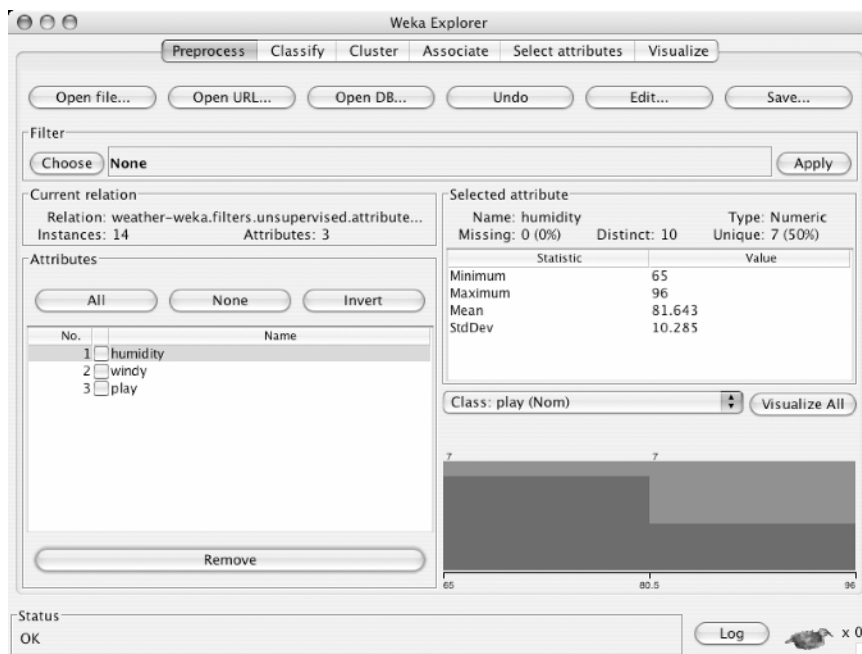 Weka Explorer
Preprocess Classify Cluster Associate Select attributes Visualize
Open file... Open URL... Open DB... Undo Edit... Save...
Filter
Choose None Apply
Current relation
Relation: weather-weka.filters.unsupervised.attribute...
Instances: 14 Attributes: 3
Attributes
All None Invert
No. Name
1 humidity
2 windy
3 play
Remove
Selected attribute
Name: humidity Type: Numeric
Missing: 0 (0%) Distinct: 10 Unique: 7 (50%)
Statistic Value
Minimum 65
Maximum 96
Mean 81.643
StdDev 10.285
Class: play (Nom) Visualize All
7 7
65 80.5 96
Status
OK
Log x 0